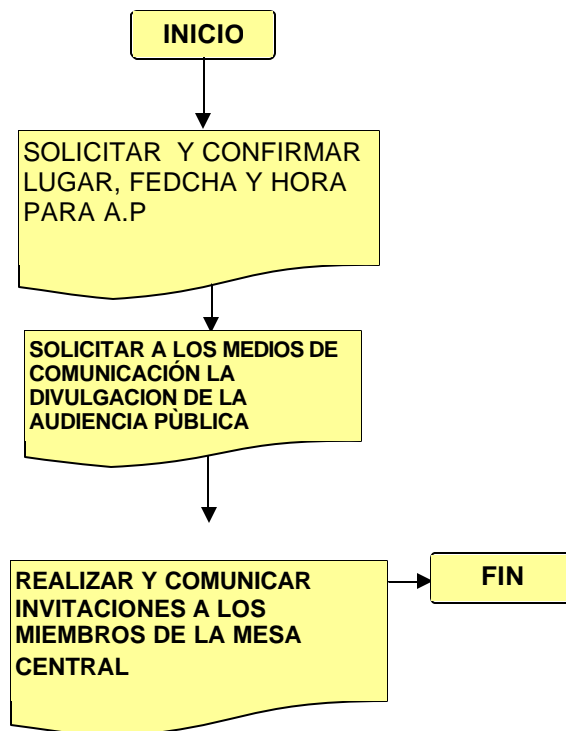 INICIO
SOLICITAR Y CONFIRMAR
LUGAR, FEDCHA Y HORA
PARA A.P
SOLICITAR A LOS MEDIOS DE
COMUNICACIÓN LA
DIVULGACION DE LA
AUDIENCIA PÙBLICA
REALIZAR Y COMUNICAR
INVITACIONES A LOS
MIEMBROS DE LA MESA
CENTRAL
FIN